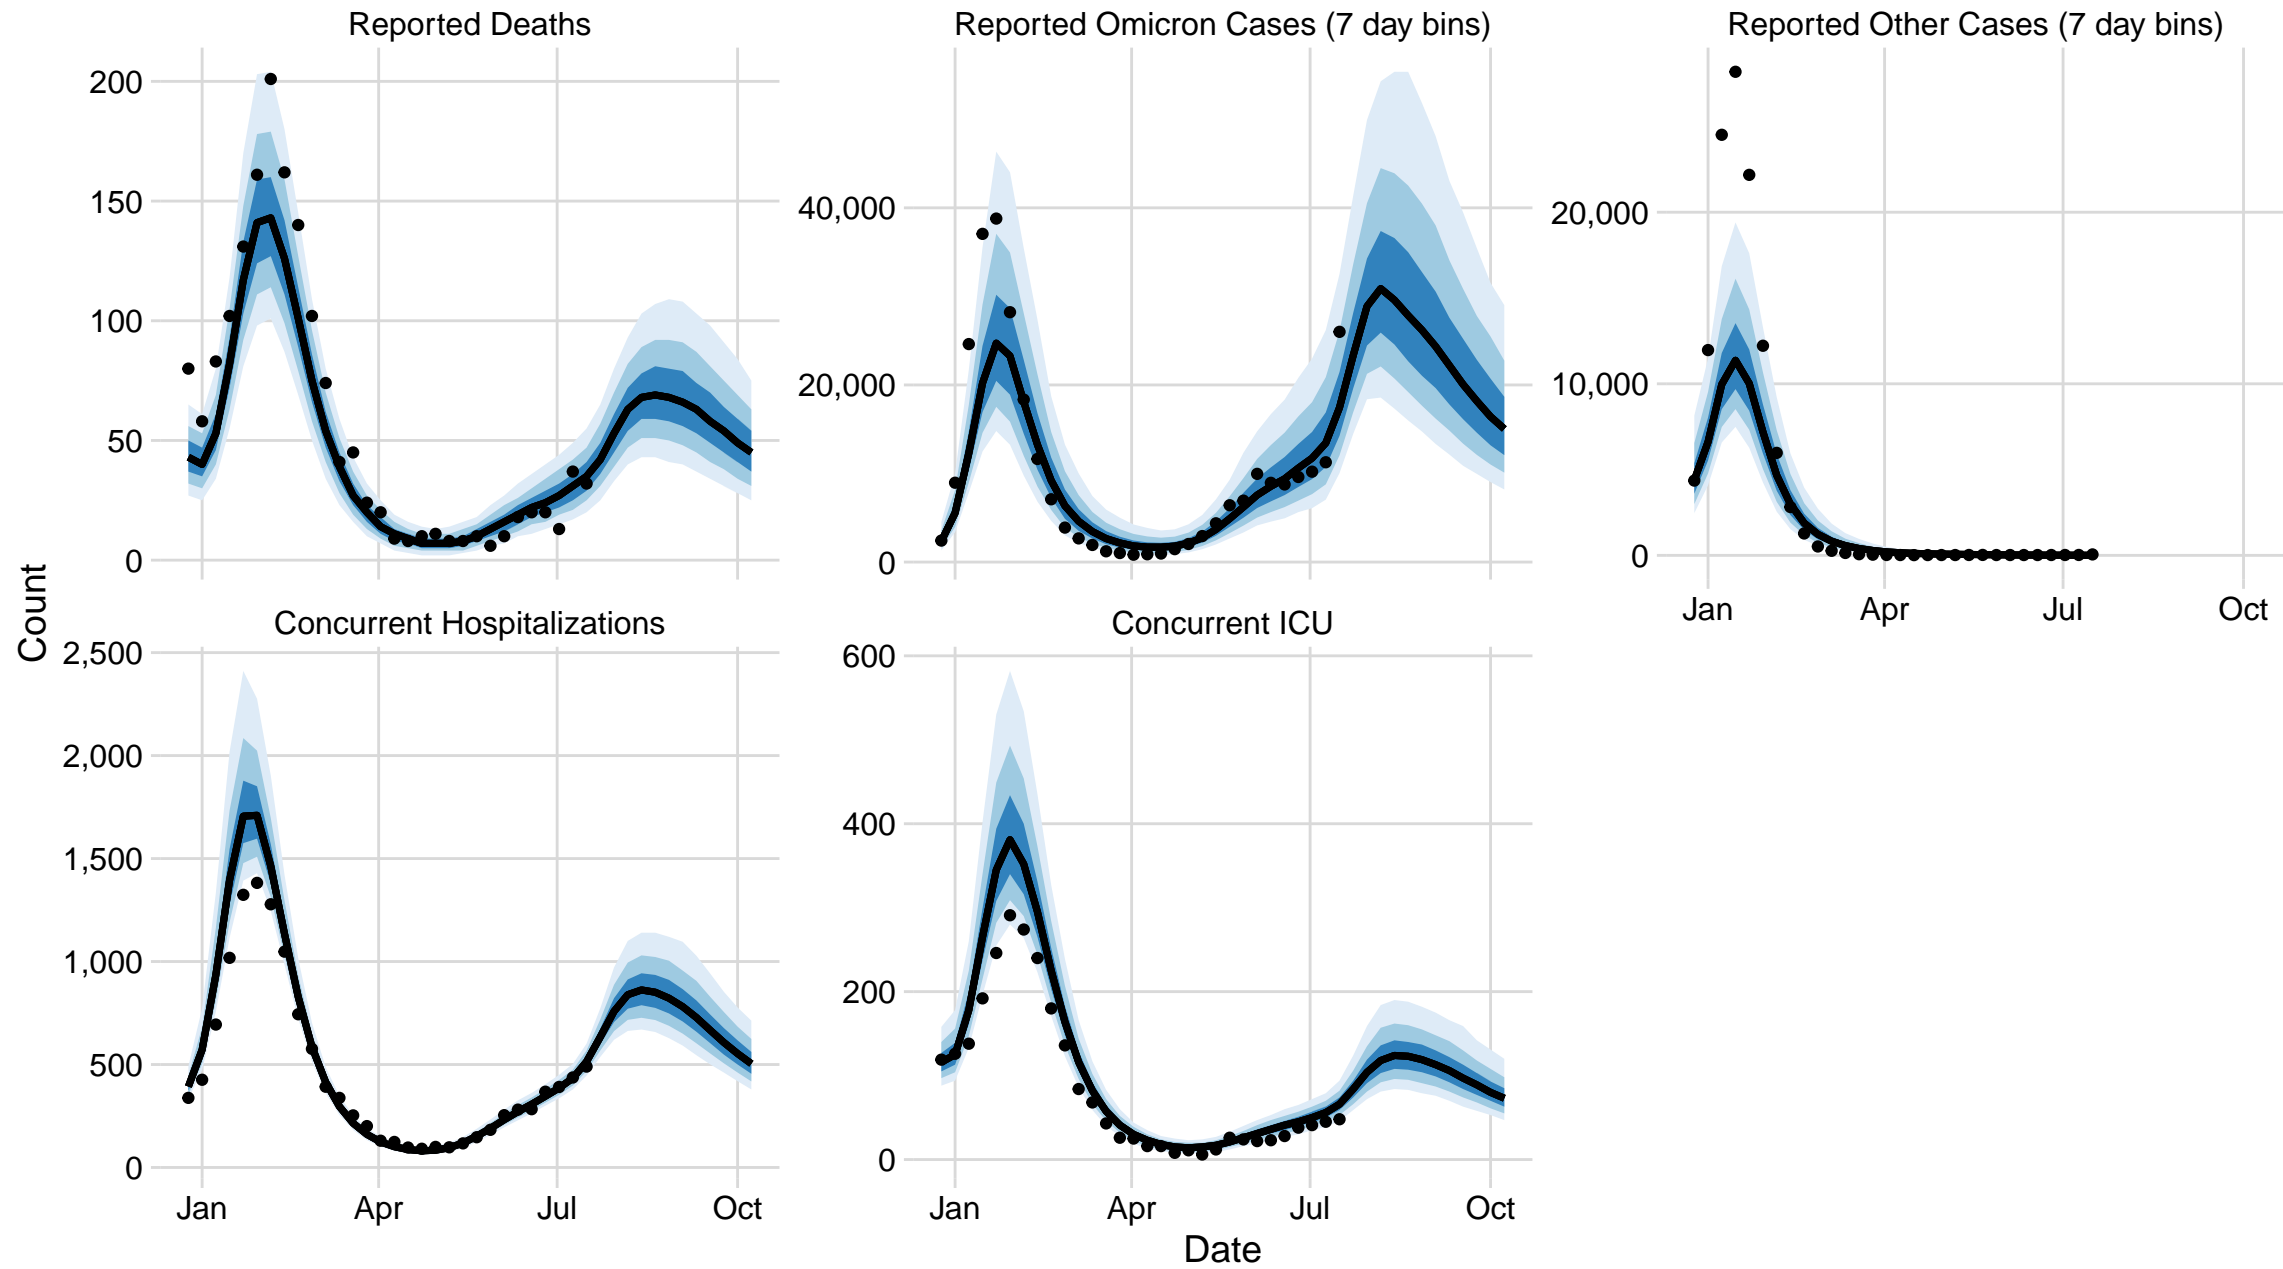 Reported Deaths
Reported Omicron Cases (7 day bins)
Reported Other Cases (7 day bins)
200
150
100
50
0
40,000
20,000
0
20,000
10,000
0
Jan Apr Jul Oct
Count
Concurrent Hospitalizations
Concurrent ICU
2,500
2,000
1,500
1,000
500
0
600
400
200
0
Jan Apr Jul Oct
Jan Apr Jul Oct
Date